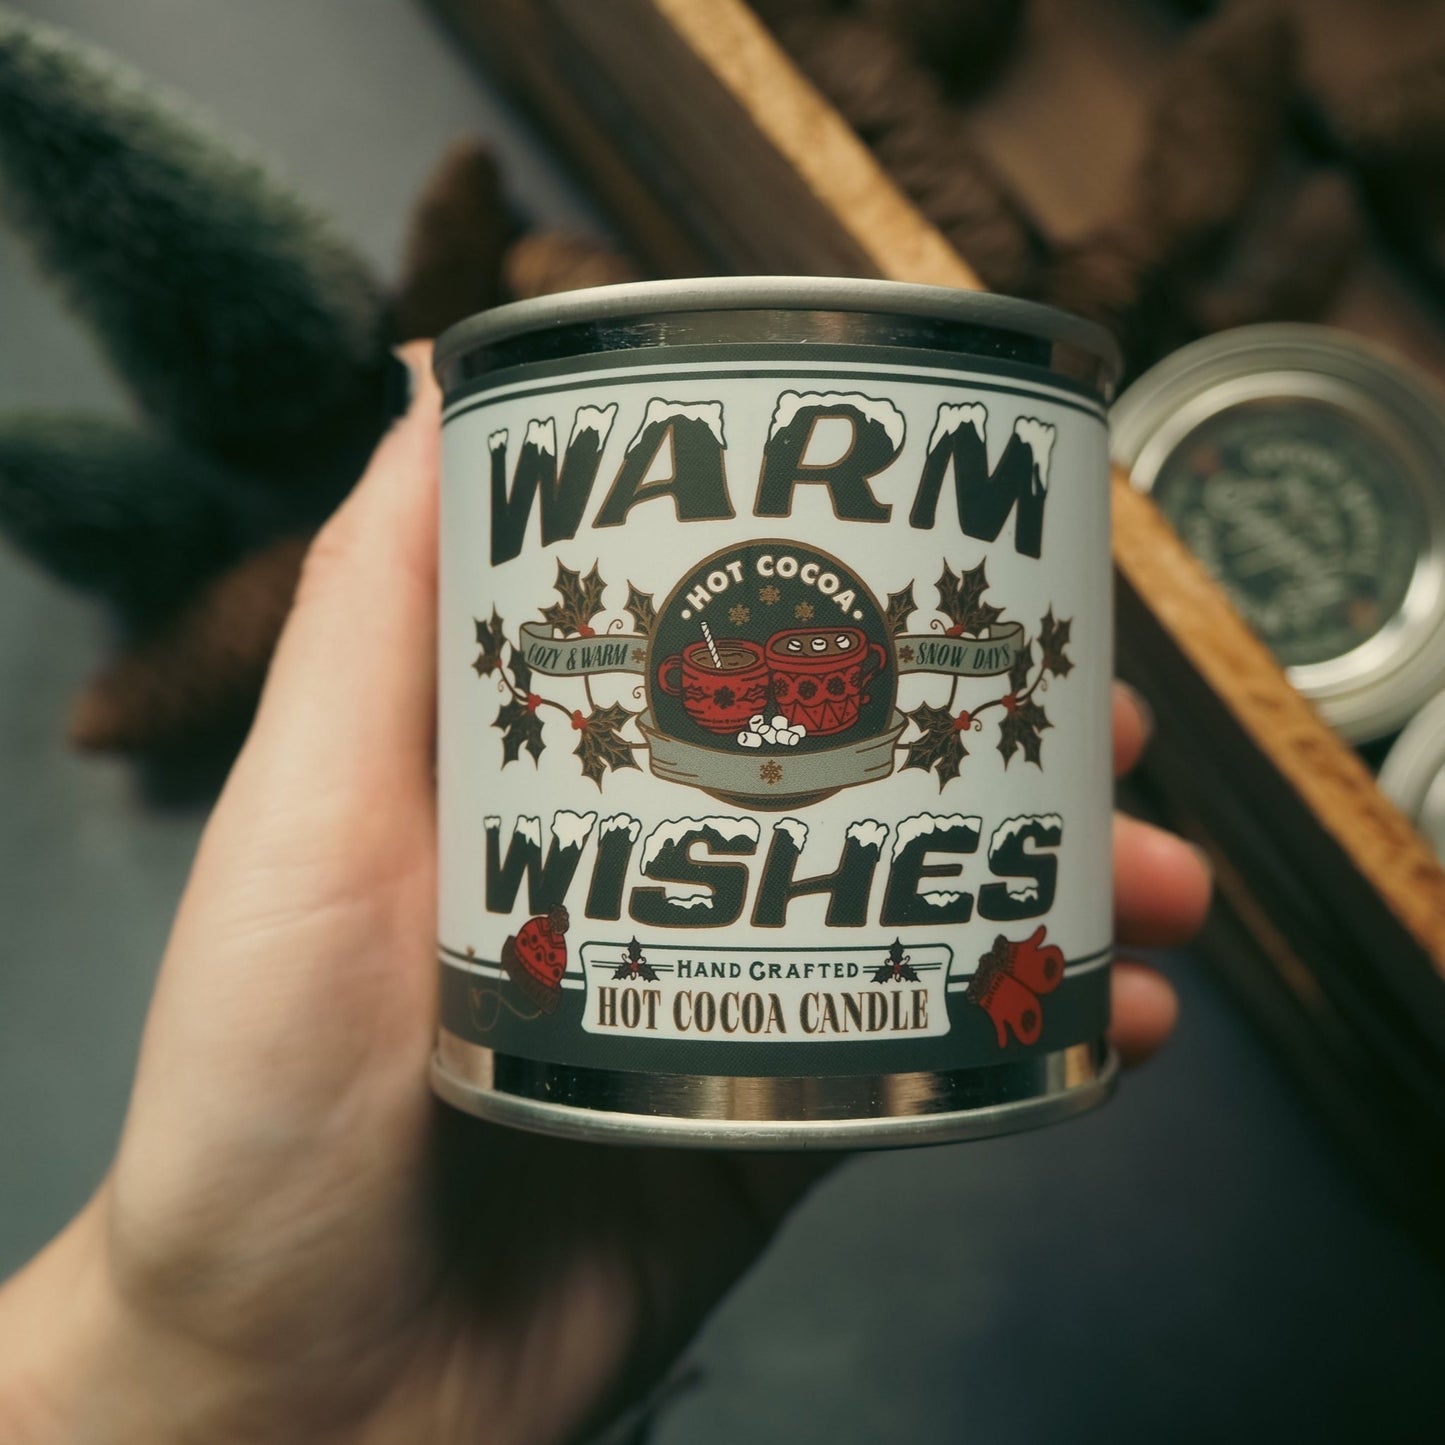 WARM
• HOT COCOA •
COZY & WARM
SNOW DAYS
WISHES
HAND CRAFTED
HOT COCOA CANDLE